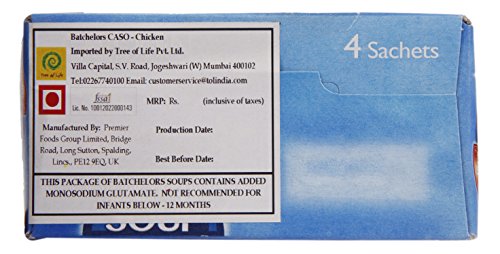 Batchelors CASO - Chicken
Imported by Tree of Life Pvt. Ltd.
Villa Capital, S.V. Road, Jogeshwari (W) Mumbai 400102
Tel:02267740100 Email: customerservice@tolindia.com
Tree of Life
fssai
Lic. No. 10012022000143
MRP: Rs. (inclusive of taxes)
Manufactured By: Premier
Foods Group Limited, Bridge
Road, Long Sutton, Spalding,
Lincs., PE12 9EQ, UK
Production Date:
Best Before Date:
THIS PACKAGE OF BATCHELORS SOUPS CONTAINS ADDED
MONOSODIUM GLUTAMATE. NOT RECOMMENDED FOR
INFANTS BELOW - 12 MONTHS
4 Sachets
SOUP